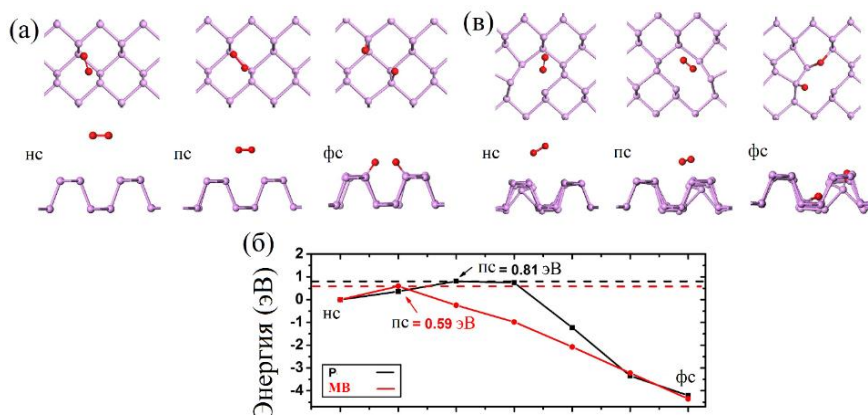 (а)
(в)
нс
пс
фс
нс
пс
фс
(б)
Энергия (эВ)
2
1
0
-1
-2
-3
-4
нс
пс = 0.81 эВ
пс = 0.59 эВ
фс
P
МВ